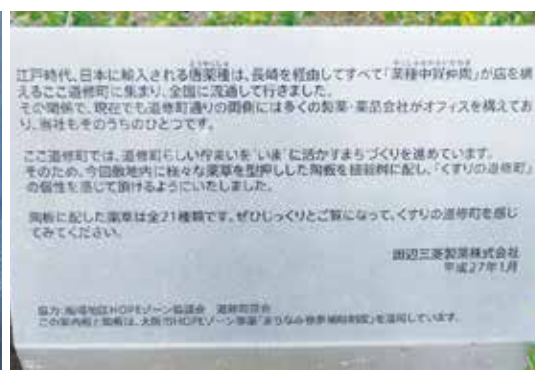 とうやくしゅ
やくしゅなかがいなかま
江戸時代、日本に輸入される唐薬種は、長崎を経由してすべて「薬種中買仲間」が店を構
えるここ道修町に集まり、全国に流通して行きました。
その関係で、現在でも道修町通りの両側には多くの製薬・薬品会社がオフィスを構えてお
り、当社もそのうちのひとつです。
ここ道修町では、道修町らしい佇まいを“いま”に活かすまちづくりを進めています。
そのため、今回敷地内に様々な薬草を型押しした陶板を植栽桝に配し、「くすりの道修町」
の個性を感じて頂けるようにいたしました。
陶板に配した薬草は全21種類です。ぜひじっくりとご覧になって、くすりの道修町を感じ
てみてください。
田辺三菱製薬株式会社
平成27年1月
協力：船場地区HOPEゾーン協議会 道修町部会
この案内板と陶板は、大阪市HOPEゾーン事業“まちなみ修景補助制度”を活用しています。